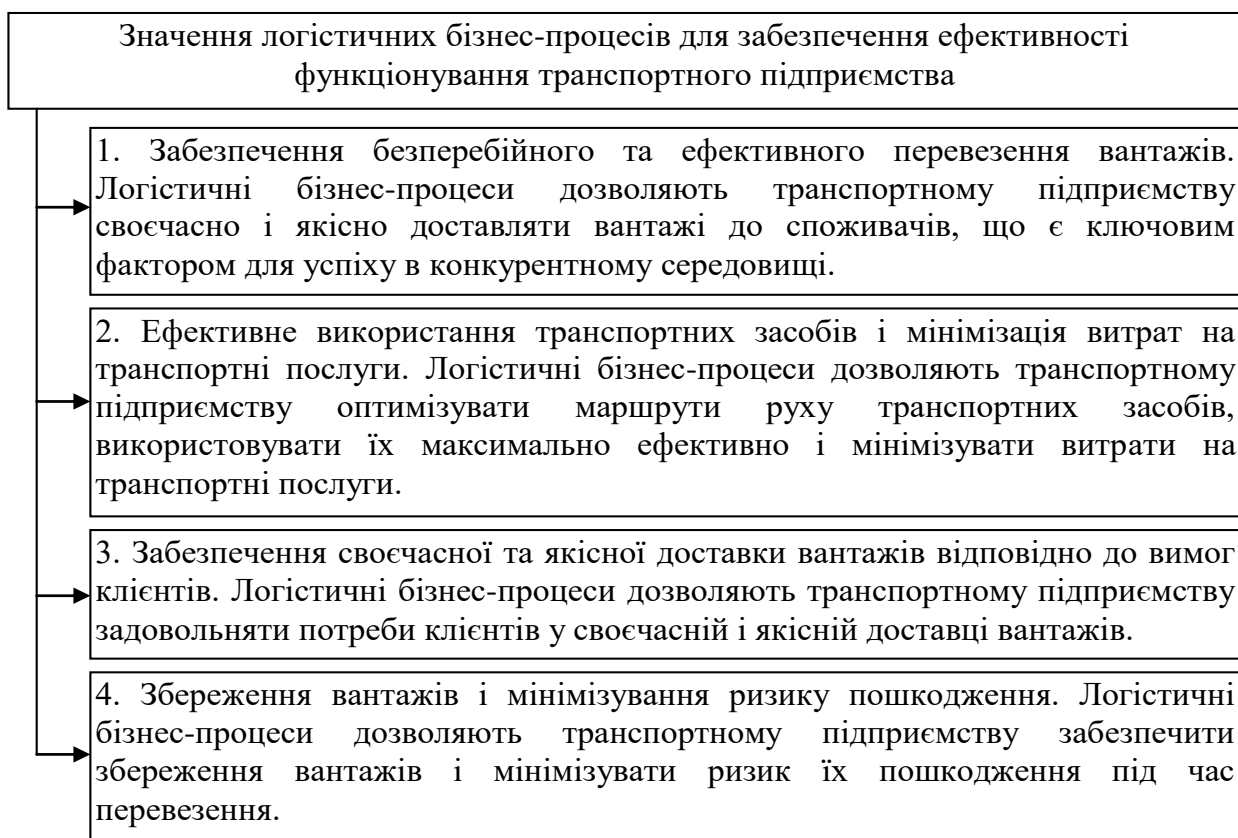 Значення логістичних бізнес-процесів для забезпечення ефективності
функціонування транспортного підприємства
1. Забезпечення безперебійного та ефективного перевезення вантажів.
Логістичні бізнес-процеси дозволяють транспортному підприємству
своєчасно і якісно доставляти вантажі до споживачів, що є ключовим
фактором для успіху в конкурентному середовищі.
2. Ефективне використання транспортних засобів і мінімізація витрат на
транспортні послуги. Логістичні бізнес-процеси дозволяють транспортному
підприємству оптимізувати маршрути руху транспортних засобів,
використовувати їх максимально ефективно і мінімізувати витрати на
транспортні послуги.
3. Забезпечення своєчасної та якісної доставки вантажів відповідно до вимог
клієнтів. Логістичні бізнес-процеси дозволяють транспортному підприємству
задовольняти потреби клієнтів у своєчасній і якісній доставці вантажів.
4. Збереження вантажів і мінімізування ризику пошкодження. Логістичні
бізнес-процеси дозволяють транспортному підприємству забезпечити
збереження вантажів і мінімізувати ризик їх пошкодження під час
перевезення.